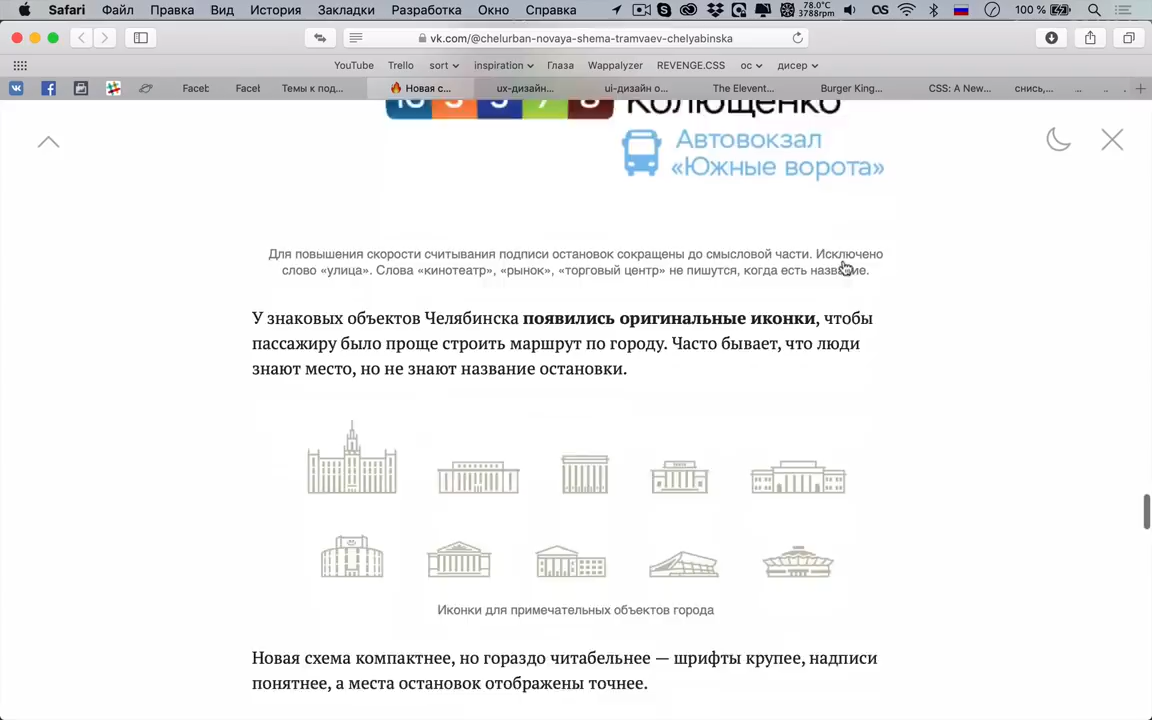 Safari Файл Правка Вид История Закладки Разработка Окно Справка 78.0°C 3788rpm 100 %
vk.com/@chelurban-novaya-shema-tramvaev-chelyabinska
YouTube Trello sort inspiration Глаза Wappalyzer REVENGE.CSS ос дисер
Faceb Facel Темы к под... Новая с... ux-дизайн... ui-дизайн о... The Elevent... Burger King... CSS: A New... снись,... .. .. .
Колющенко
Автовокзал
«Южные ворота»
Для повышения скорости считывания подписи остановок сокращены до смысловой части. Исключено
слово «улица». Слова «кинотеатр», «рынок», «торговый центр» не пишутся, когда есть название.
У знаковых объектов Челябинска появились оригинальные иконки, чтобы
пассажиру было проще строить маршрут по городу. Часто бывает, что люди
знают место, но не знают название остановки.
Иконки для примечательных объектов города
Новая схема компактнее, но гораздо читабельнее — шрифты крупее, надписи
понятнее, а места остановок отображены точнее.